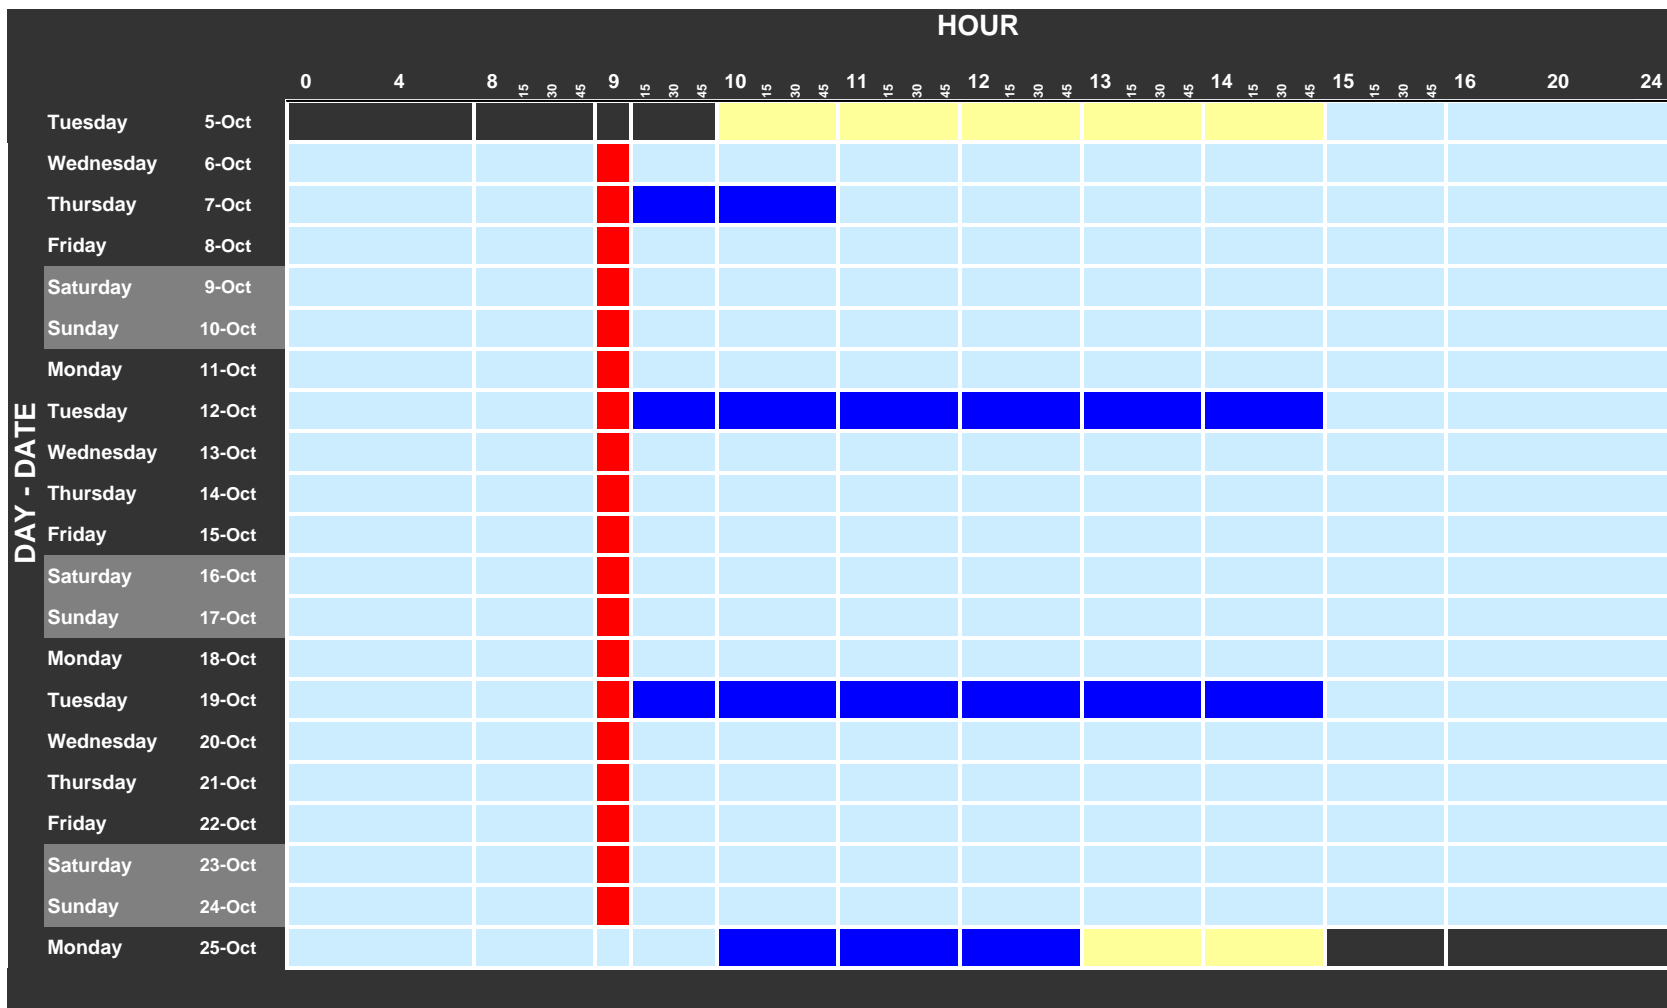 HOUR
0 4 8 15 30 45 9 15 30 45 10 15 30 45 11 15 30 45 12 15 30 45 13 15 30 45 14 15 30 45 15 15 30 45 16 20 24
DAY - DATE
Tuesday 5-Oct
Wednesday 6-Oct
Thursday 7-Oct
Friday 8-Oct
Saturday 9-Oct
Sunday 10-Oct
Monday 11-Oct
Tuesday 12-Oct
Wednesday 13-Oct
Thursday 14-Oct
Friday 15-Oct
Saturday 16-Oct
Sunday 17-Oct
Monday 18-Oct
Tuesday 19-Oct
Wednesday 20-Oct
Thursday 21-Oct
Friday 22-Oct
Saturday 23-Oct
Sunday 24-Oct
Monday 25-Oct